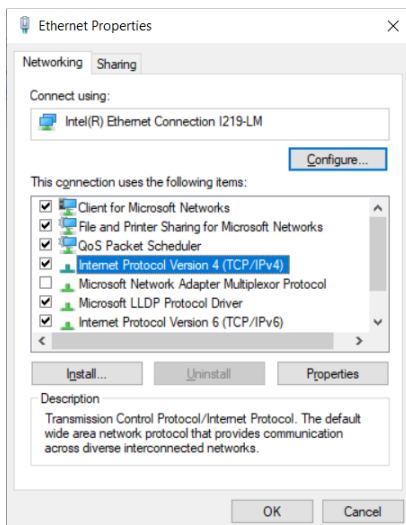 Ethernet Properties
Networking
Sharing
Connect using:
Intel(R) Ethernet Connection I219-LM
Configure...
This connection uses the following items:
Client for Microsoft Networks
File and Printer Sharing for Microsoft Networks
QoS Packet Scheduler
Internet Protocol Version 4 (TCP/IPv4)
Microsoft Network Adapter Multiplexor Protocol
Microsoft LLDP Protocol Driver
Internet Protocol Version 6 (TCP/IPv6)
Install...
Uninstall
Properties
Description
Transmission Control Protocol/Internet Protocol. The default
wide area network protocol that provides communication
across diverse interconnected networks.
OK
Cancel